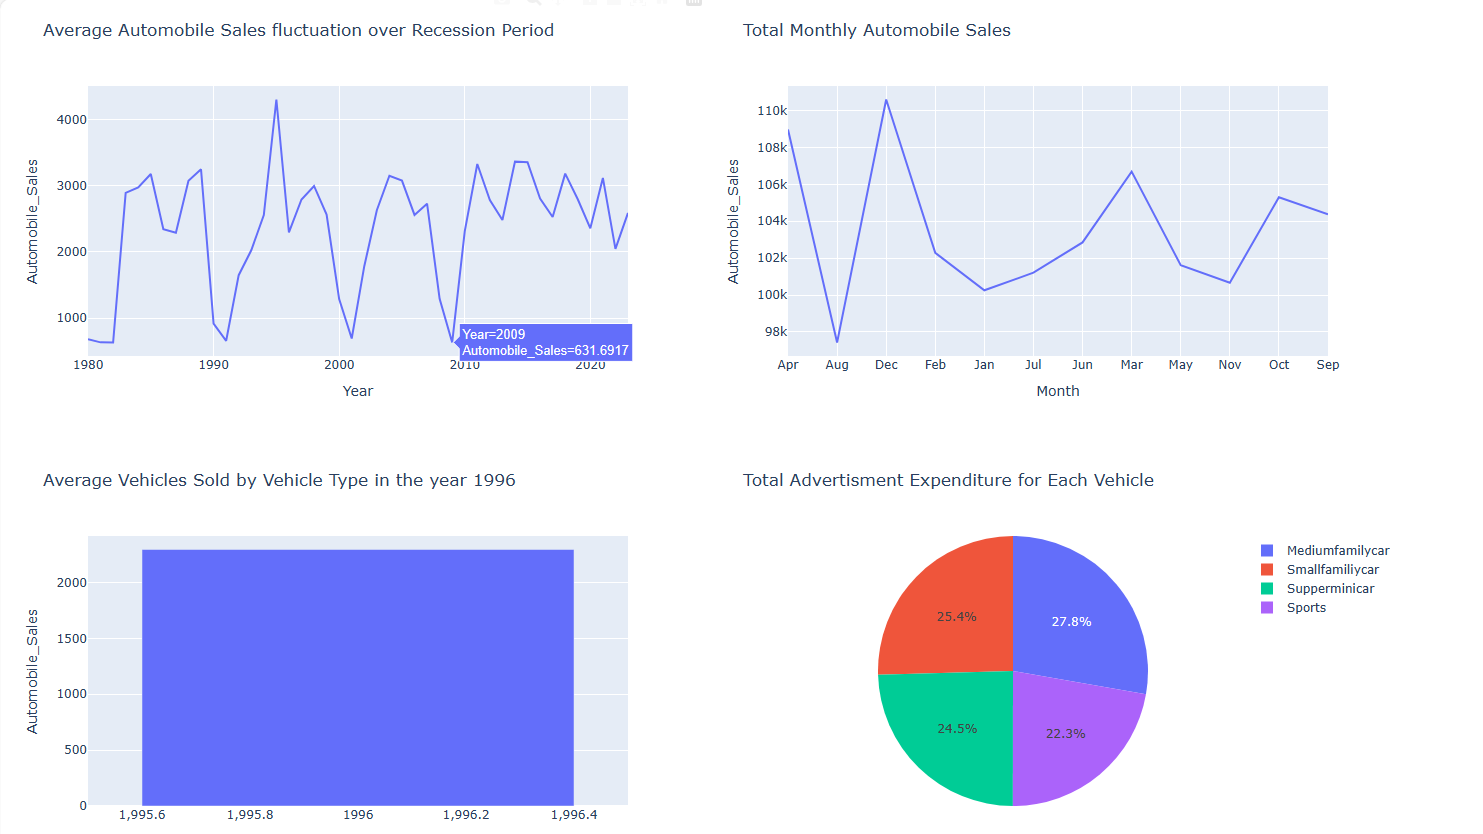 Average Automobile Sales fluctuation over Recession Period
4000
3000
2000
1000
Automobile_Sales
Year=2009
Automobile_Sales=631.6917
1980
1990
2000
2010
2020
Year
Total Monthly Automobile Sales
110k
108k
106k
104k
102k
100k
98k
Automobile_Sales
Apr
Aug
Dec
Feb
Jan
Jul
Jun
Mar
May
Nov
Oct
Sep
Month
Average Vehicles Sold by Vehicle Type in the year 1996
2000
1500
1000
500
0
Automobile_Sales
1,995.6
1,995.8
1996
1,996.2
1,996.4
Total Advertisment Expenditure for Each Vehicle
25.4%
27.8%
24.5%
22.3%
Mediumfamilycar
Smallfamiliycar
Supperminicar
Sports